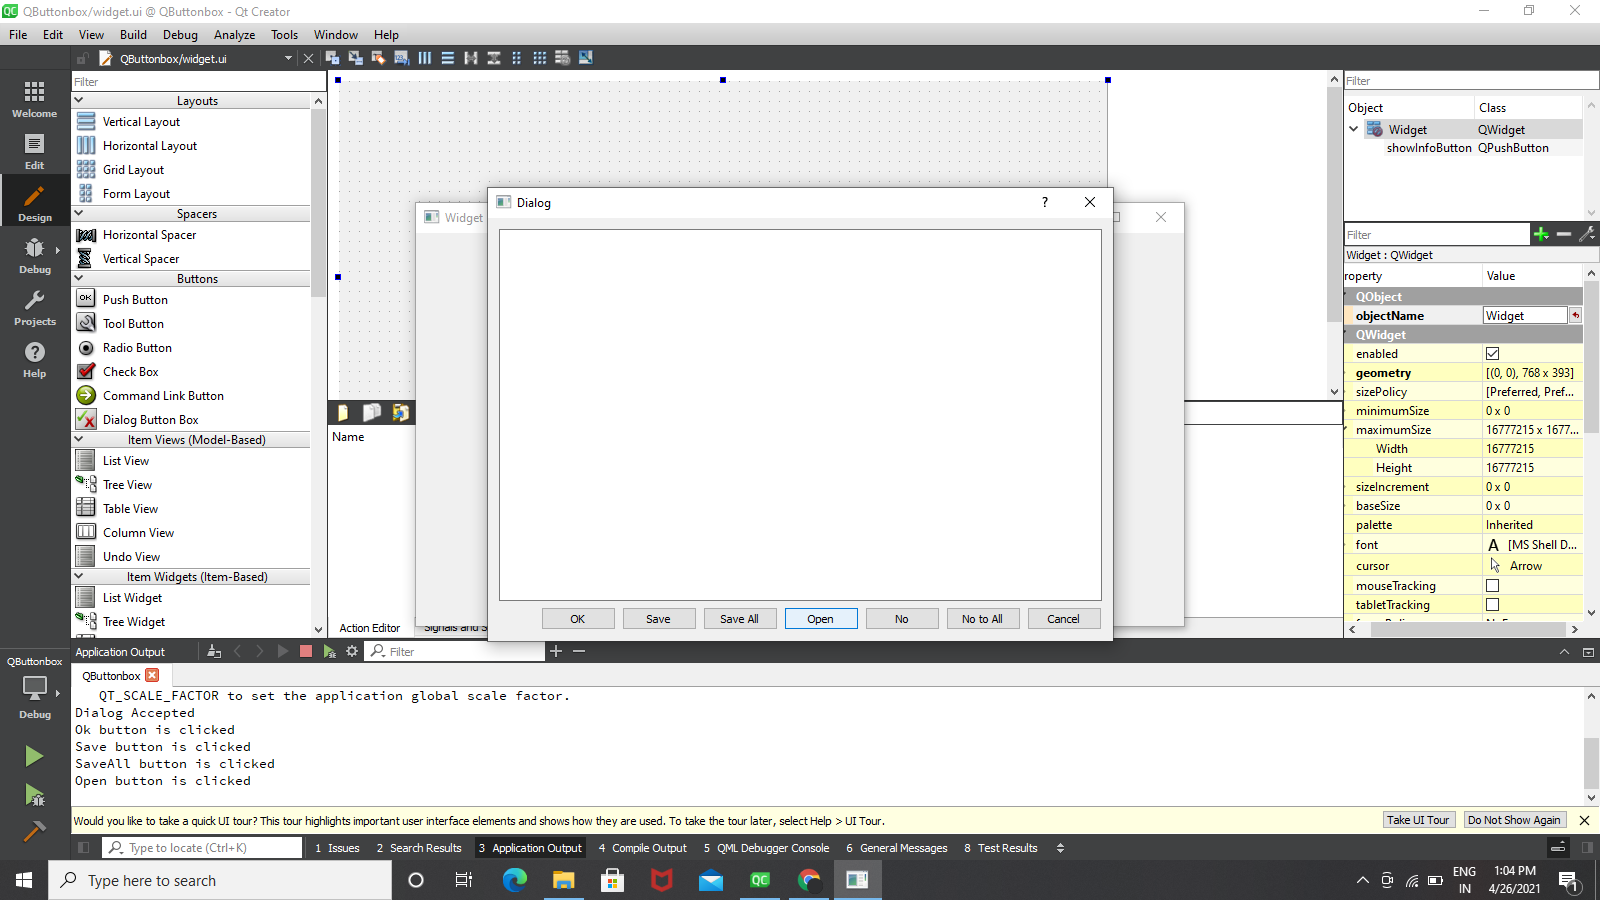 QButtonbox/widget.ui @ QButtonbox - Qt Creator
File Edit View Build Debug Analyze Tools Window Help
QButtonbox/widget.ui
Welcome
Edit
Design
Debug
Projects
Help
QButtonbox
Debug
Filter
Layouts
Vertical Layout
Horizontal Layout
Grid Layout
Form Layout
Spacers
Horizontal Spacer
Vertical Spacer
Buttons
Push Button
Tool Button
Radio Button
Check Box
Command Link Button
Dialog Button Box
Item Views (Model-Based)
List View
Tree View
Table View
Column View
Undo View
Item Widgets (Item-Based)
List Widget
Tree Widget
Widget
Dialog
?
OK Save Save All Open No No to All Cancel
Name
Action Editor Signals and S
Filter
Object Class
Widget QWidget
showInfoButton QPushButton
Filter
Widget : QWidget
roperty Value
QObject
objectName Widget
QWidget
enabled
geometry [(0, 0), 768 x 393]
sizePolicy [Preferred, Pref...
minimumSize 0 x 0
maximumSize 16777215 x 1677...
Width 16777215
Height 16777215
sizeIncrement 0 x 0
baseSize 0 x 0
palette Inherited
font A [MS Shell D...
cursor Arrow
mouseTracking
tabletTracking
Application Output Filter
QButtonbox
QT_SCALE_FACTOR to set the application global scale factor.
Dialog Accepted
Ok button is clicked
Save button is clicked
SaveAll button is clicked
Open button is clicked
Would you like to take a quick UI tour? This tour highlights important user interface elements and shows how they are used. To take the tour later, select Help > UI Tour. Take UI Tour Do Not Show Again
Type to locate (Ctrl+K) 1 Issues 2 Search Results 3 Application Output 4 Compile Output 5 QML Debugger Console 6 General Messages 8 Test Results
Type here to search
ENG
IN
1:04 PM
4/26/2021
1